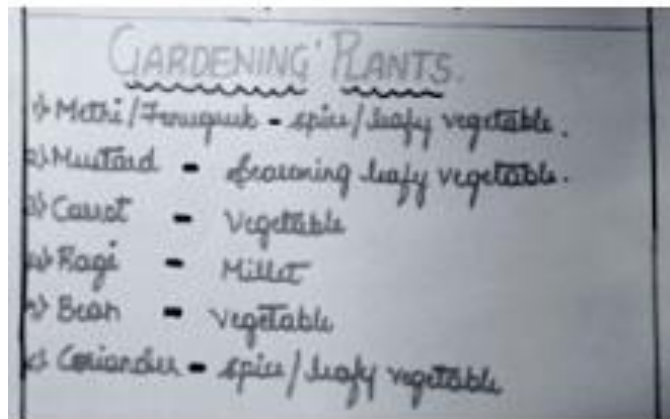 GARDENING PLANTS.
1) Methi/Fenugreek - spice/leafy vegetable.
2) Mustard - Seasoning leafy vegetable.
3) Carrot - Vegetable
4) Ragi - Millet
5) Bean - vegetable
6) Coriander - spice/leafy vegetable